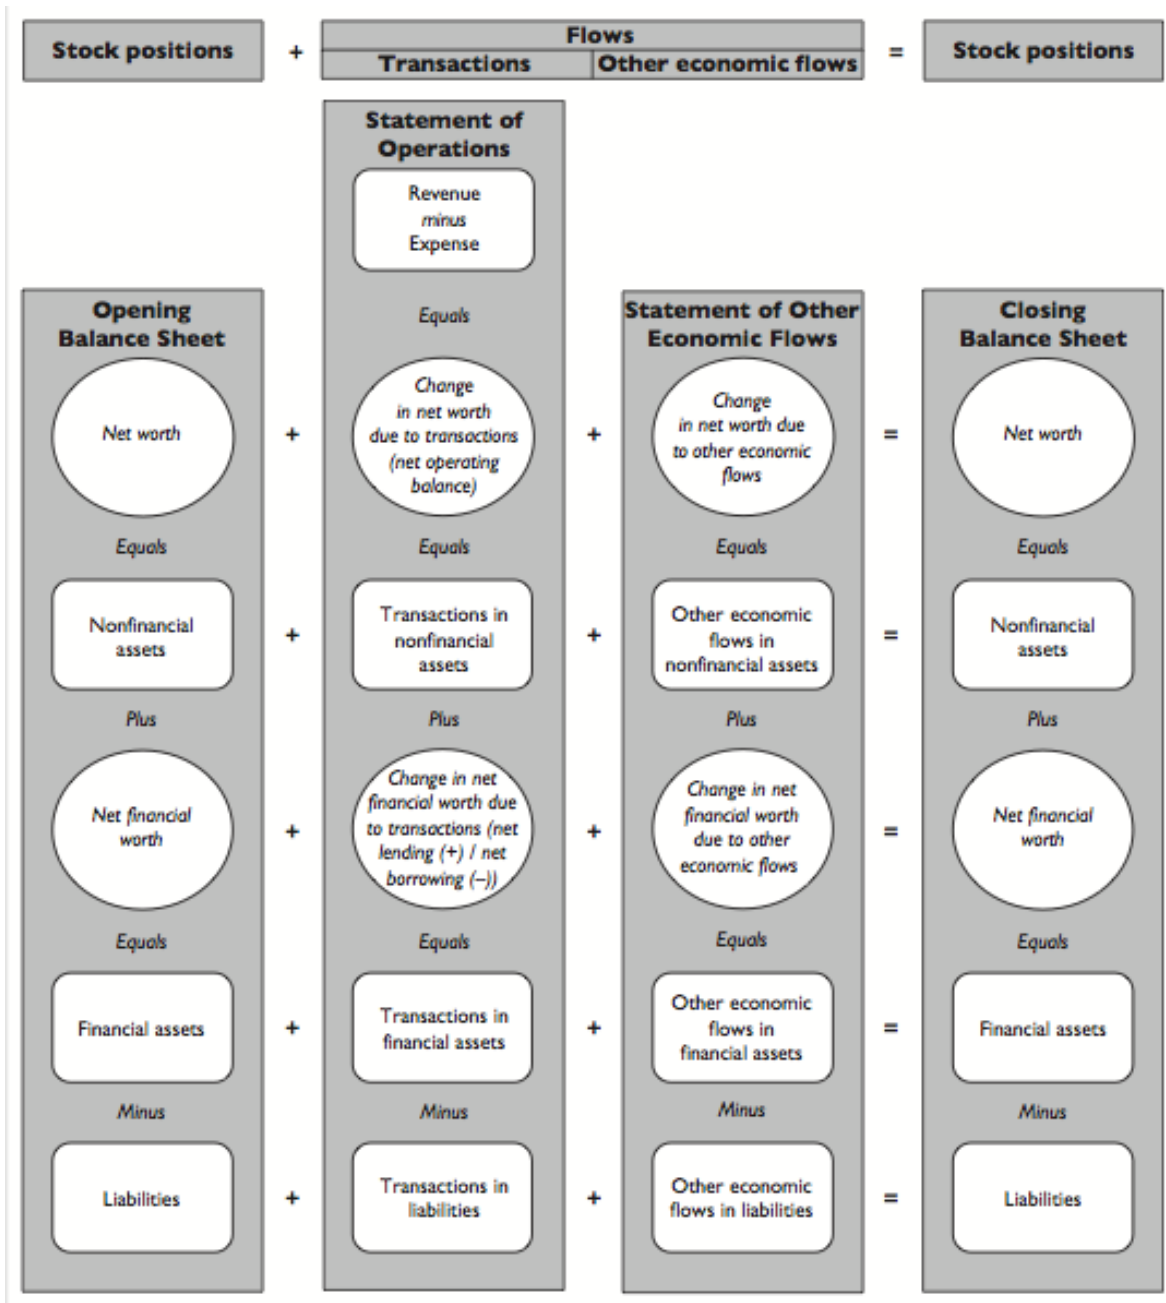 Stock positions
+
Flows
Transactions
Other economic flows
=
Stock positions
Statement of
Operations
Revenue
minus
Expense
Equals
Opening
Balance Sheet
Statement of Other
Economic Flows
Closing
Balance Sheet
Net worth
+
Change
in net worth
due to transactions
(net operating
balance)
+
Change
in net worth due
to other economic
flows
=
Net worth
Equals
Equals
Equals
Equals
Nonfinancial
assets
+
Transactions in
nonfinancial
assets
+
Other economic
flows in
nonfinancial assets
=
Nonfinancial
assets
Plus
Plus
Plus
Plus
Net financial
worth
+
Change in net
financial worth due
to transactions (net
lending (+) / net
borrowing (–))
+
Change in net
financial worth
due to other
economic flows
=
Net financial
worth
Equals
Equals
Equals
Equals
Financial assets
+
Transactions in
financial assets
+
Other economic
flows in
financial assets
=
Financial assets
Minus
Minus
Minus
Minus
Liabilities
+
Transactions in
liabilities
+
Other economic
flows in liabilities
=
Liabilities